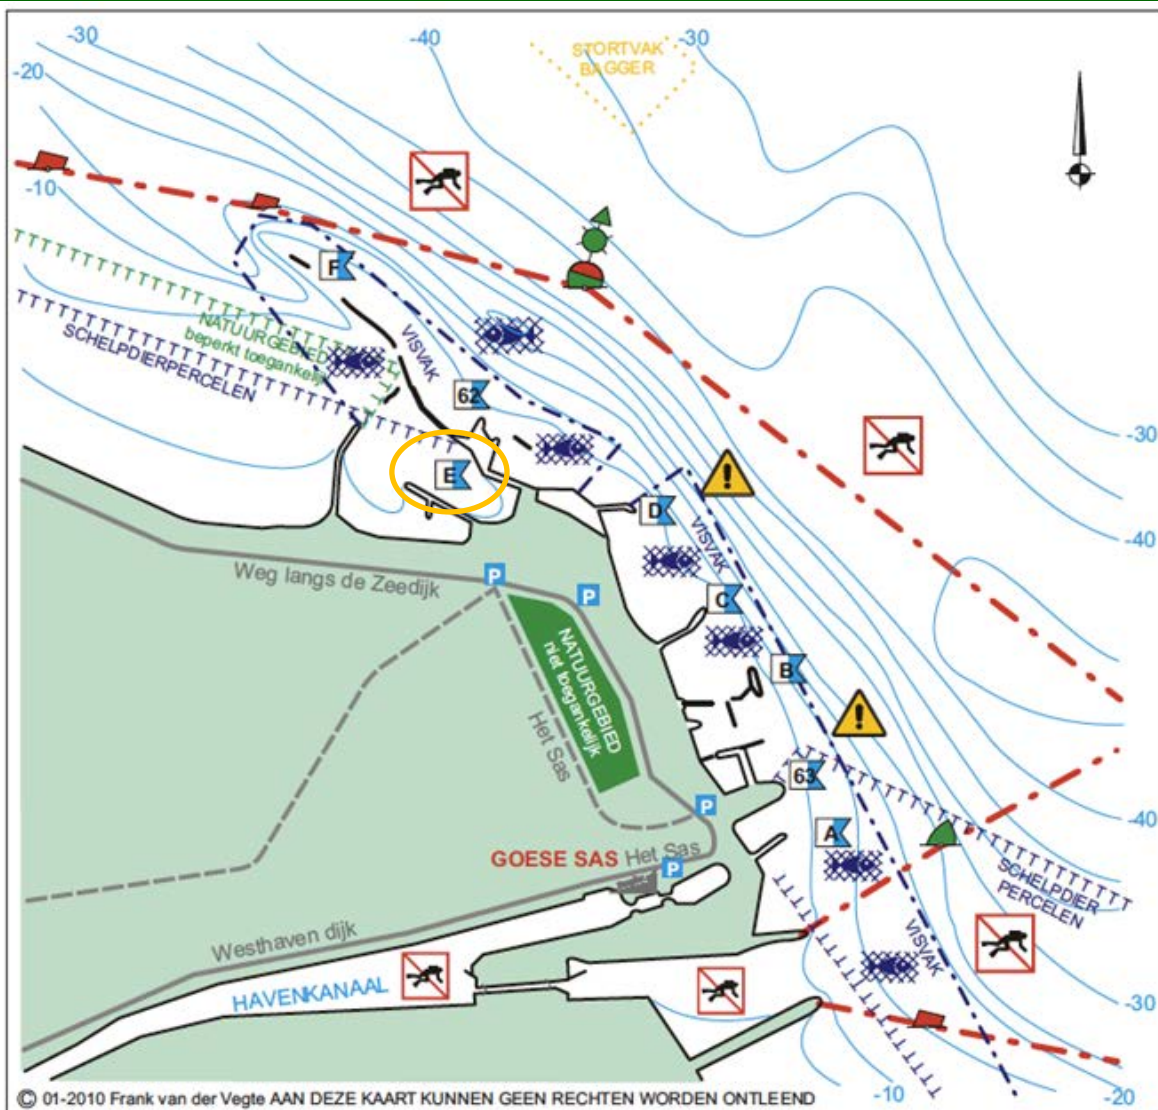 -30
-40
-30
STORTVAK
BAGGER
-20
-10
F
NATUURGEBIED
beperkt toegankelijk
SCHELPDIERPERCELEN
VISVAK
62
E
-30
D
VISVAK
-40
Weg langs de Zeedijk
P
P
C
NATUURGEBIED
niet toegankelijk
B
Het Sas
63
P
A
-40
GOESE SAS
Het Sas
P
SCHELPDIER
PERCELEN
Westhaven dijk
VISVAK
HAVENKANAAL
-30
-10
-20
© 01-2010 Frank van der Vegte AAN DEZE KAART KUNNEN GEEN RECHTEN WORDEN ONTLEEND